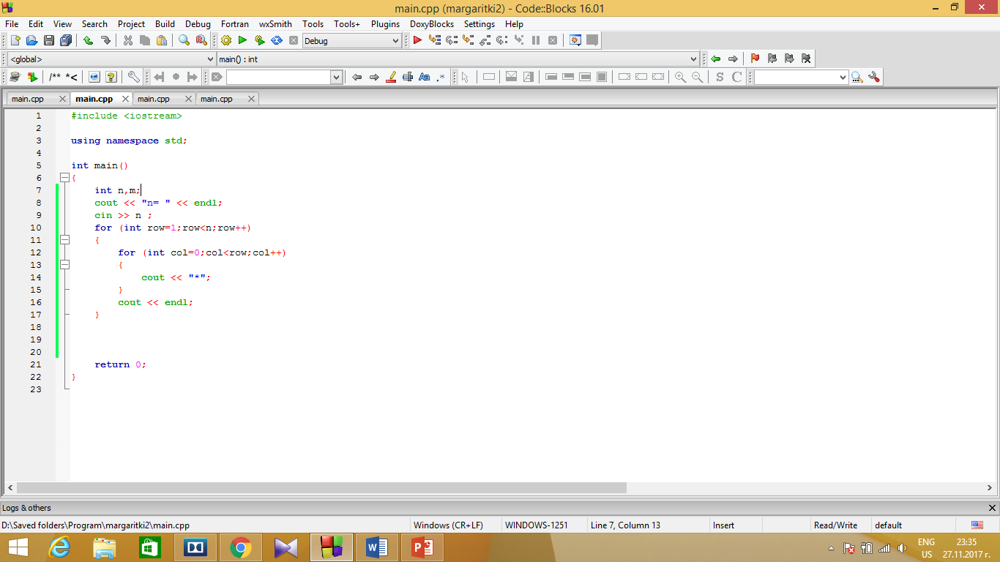 main.cpp (margaritki2) - Code::Blocks 16.01
File Edit View Search Project Build Debug Fortran wxSmith Tools Tools+ Plugins DoxyBlocks Settings Help
Debug
<global> main() : int
/** *< Aa .* S C
main.cpp main.cpp main.cpp main.cpp
1 #include <iostream>
2
3 using namespace std;
4
5 int main()
6 {
7 int n,m;
8 cout << "n= " << endl;
9 cin >> n ;
10 for (int row=1;row<n;row++)
11 {
12 for (int col=0;col<row;col++)
13 {
14 cout << "*";
15 }
16 cout << endl;
17 }
18
19
20
21 return 0;
22 }
23
Logs & others
D:\Saved folders\Program\margaritki2\main.cpp Windows (CR+LF) WINDOWS-1251 Line 7, Column 13 Insert Read/Write default
ENG 23:35
US 27.11.2017 г.